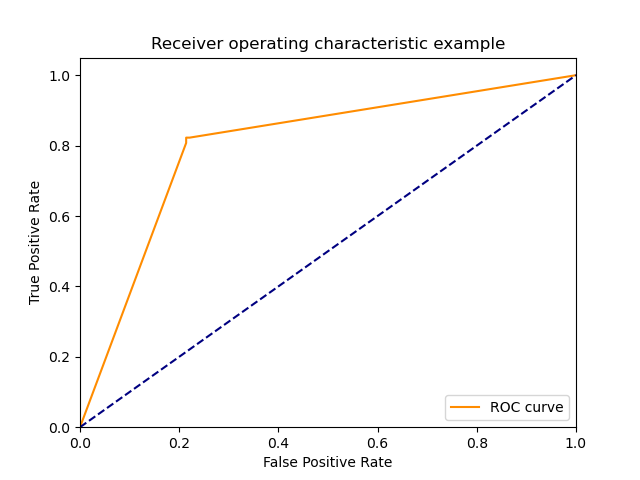 Receiver operating characteristic example
True Positive Rate
1.0
0.8
0.6
0.4
0.2
0.0
0.0 0.2 0.4 0.6 0.8 1.0
False Positive Rate
ROC curve